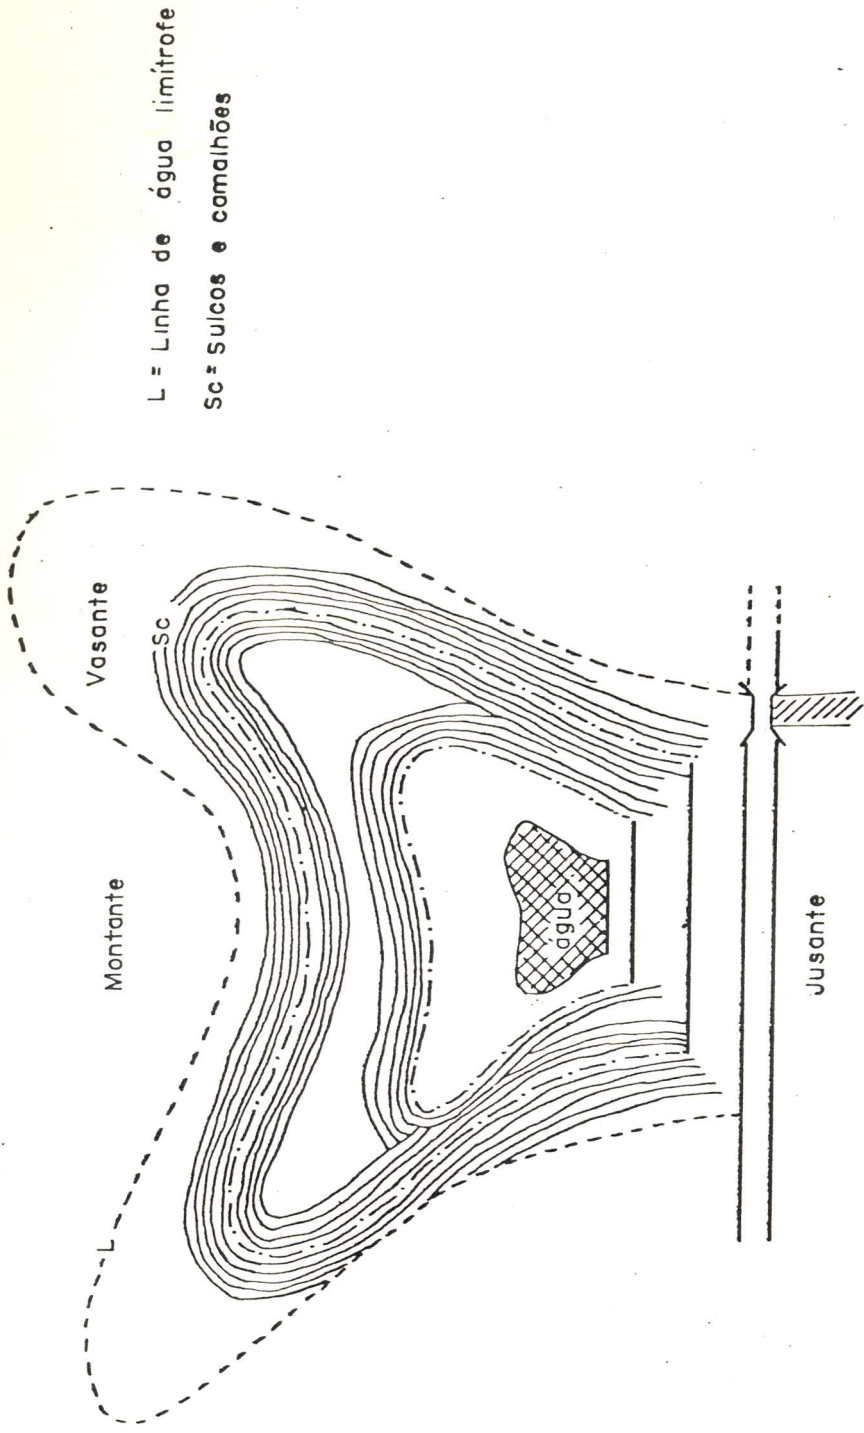 L = Linha de água limítrofe
Sc = Sulcos e camalhões
Vasante
Sc
Montante
L
água
Jusante